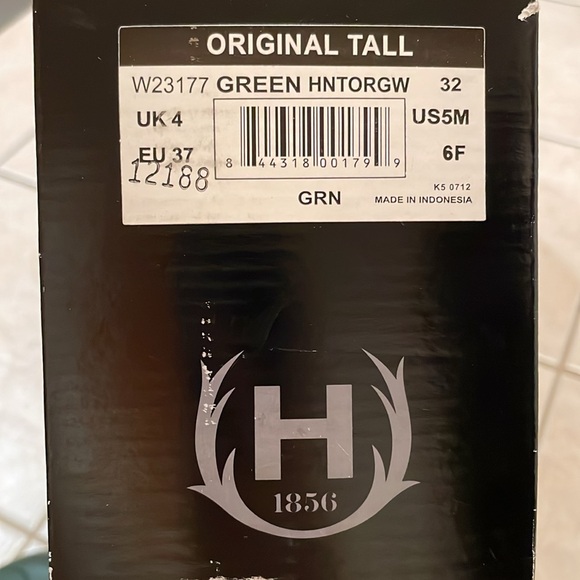 ORIGINAL TALL
W23177 GREEN HNTORGW 32
UK 4 US5M
EU 37 6F
12188
8 44318 00179 9
K5 0712
GRN MADE IN INDONESIA
H
1856